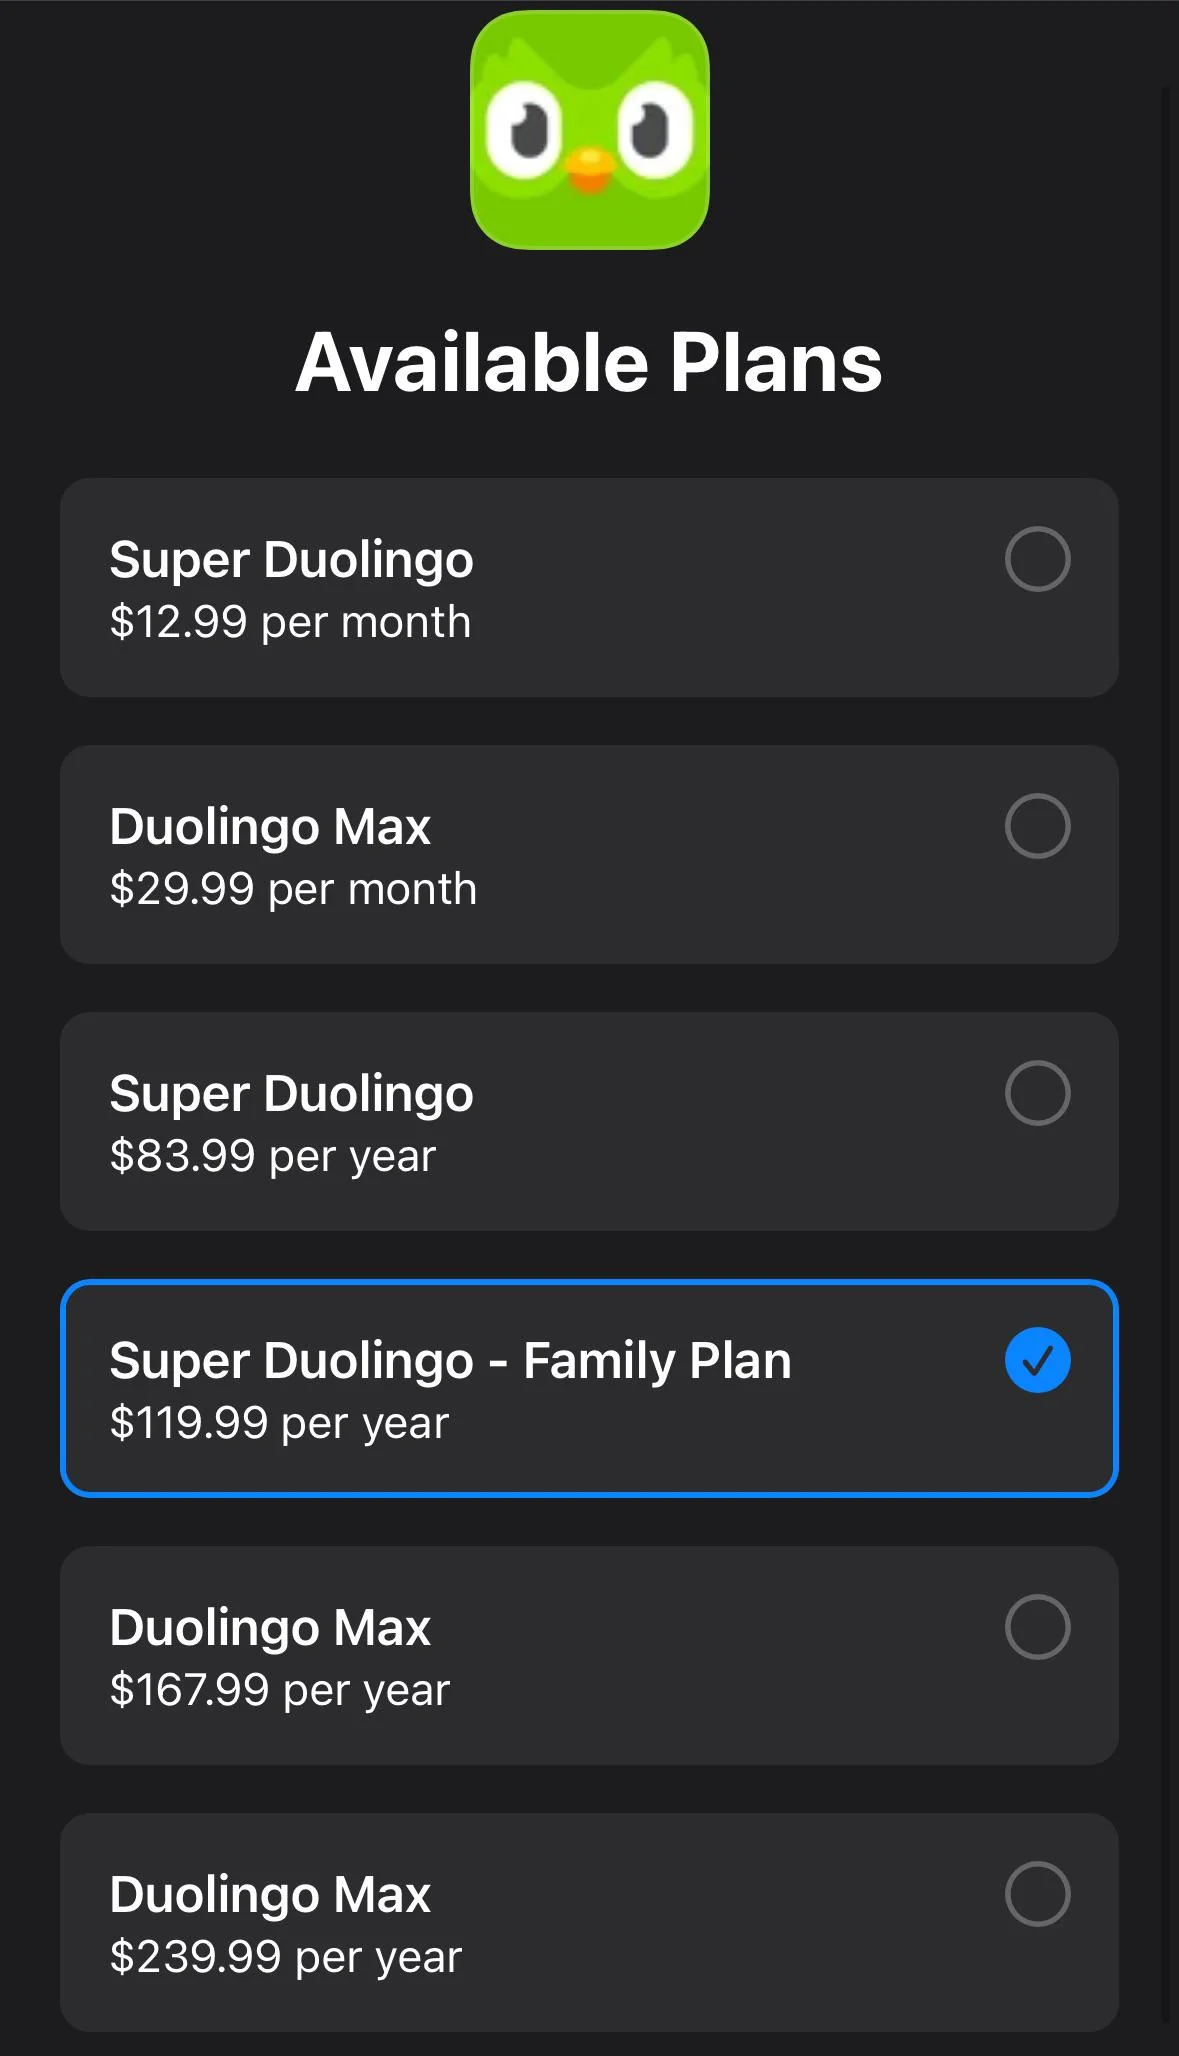 Available Plans
Super Duolingo
$12.99 per month
Duolingo Max
$29.99 per month
Super Duolingo
$83.99 per year
Super Duolingo - Family Plan
$119.99 per year
Duolingo Max
$167.99 per year
Duolingo Max
$239.99 per year